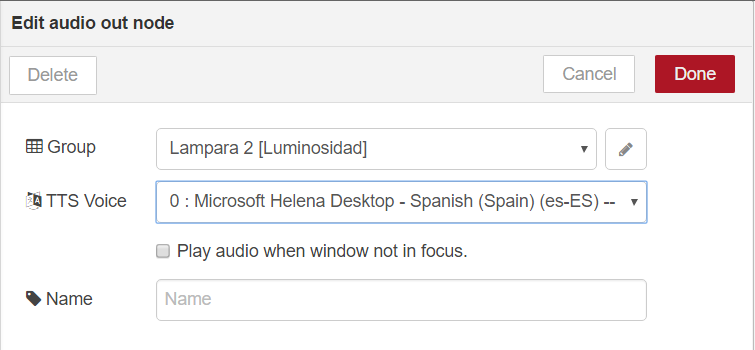 Edit audio out node
Delete Cancel Done
Group Lampara 2 [Luminosidad]
TTS Voice 0 : Microsoft Helena Desktop - Spanish (Spain) (es-ES) --
Play audio when window not in focus.
Name Name